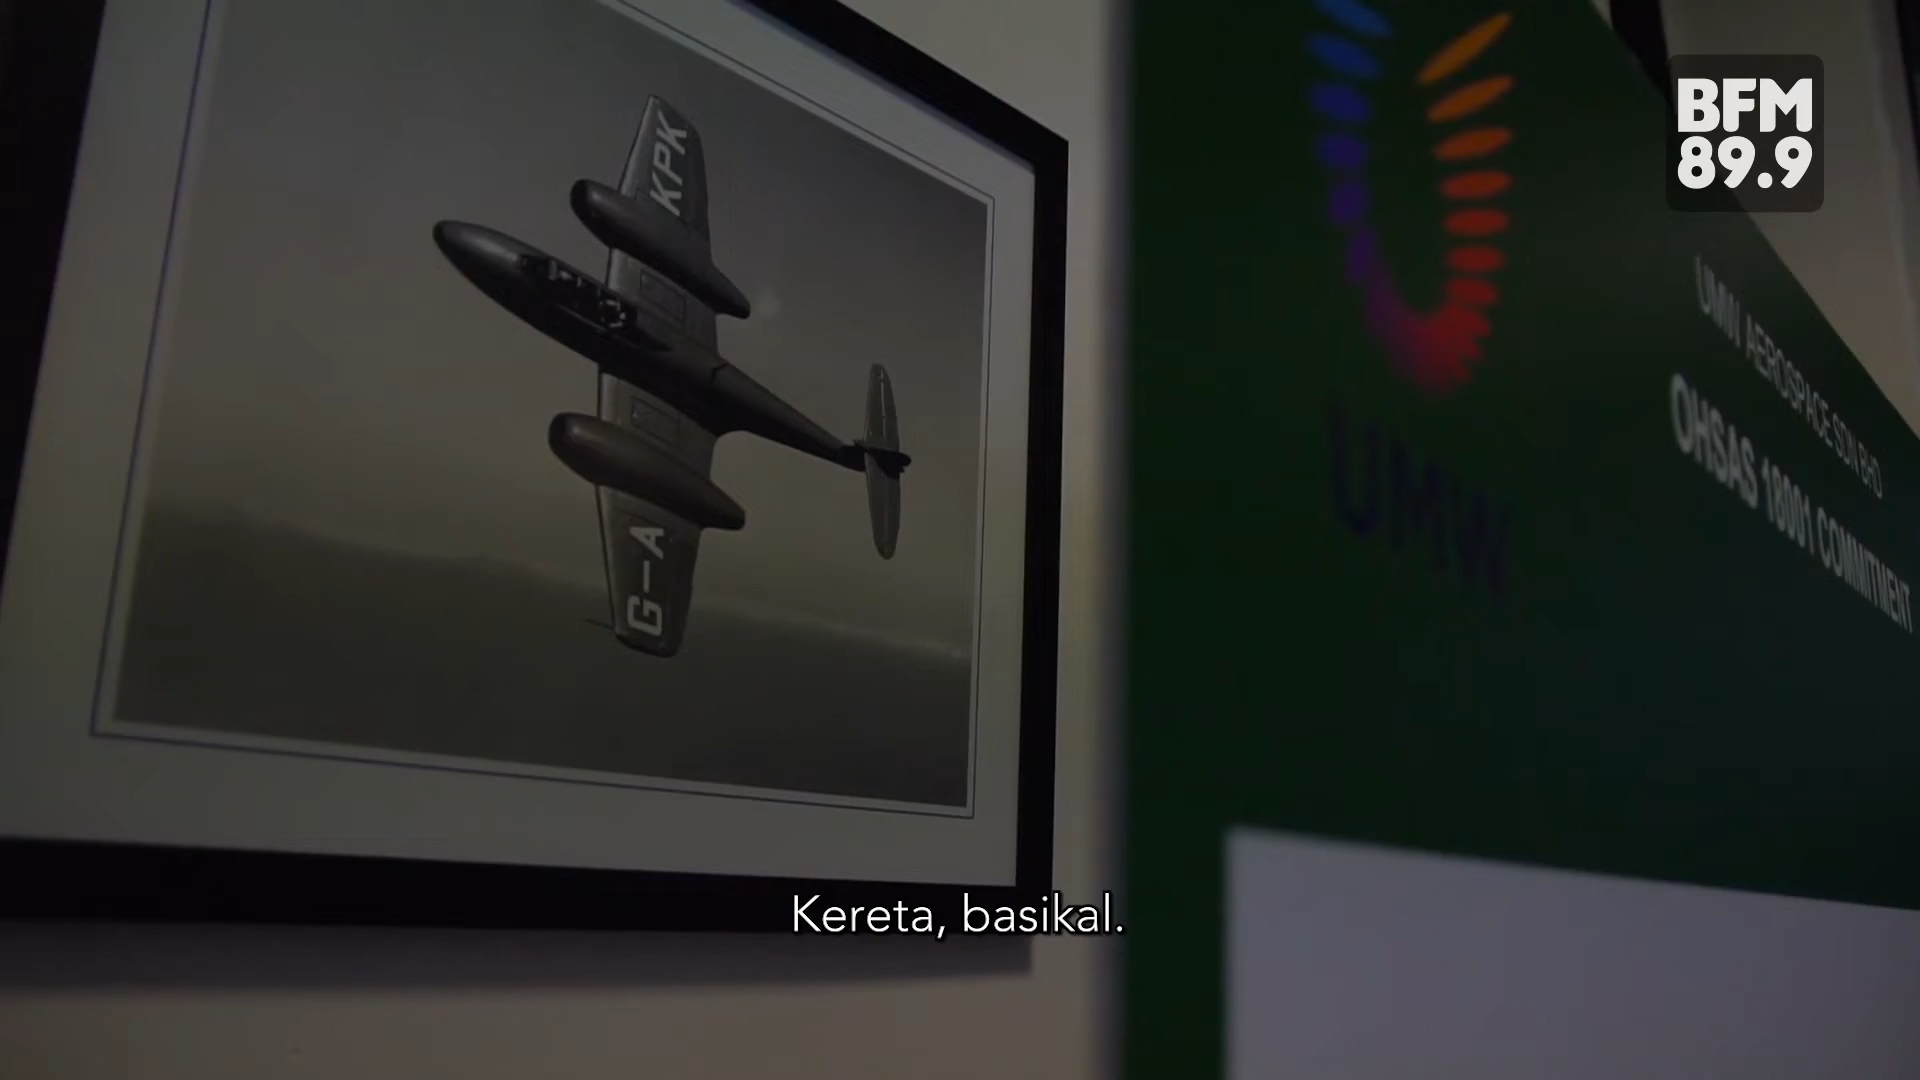 BFM
89.9
KPK
G-A
UMW
UMW AEROSPACE SDN BHD
OHSAS 18001 COMMITMENT
Kereta, basikal.